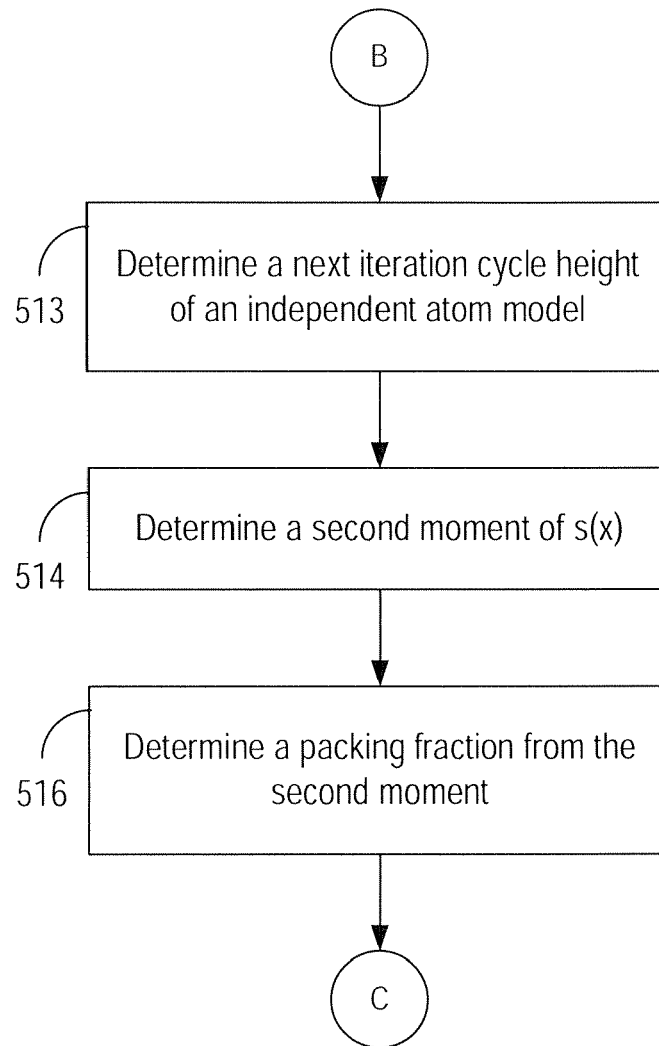 B
Determine a next iteration cycle height
of an independent atom model
513
Determine a second moment of s(x)
514
Determine a packing fraction from the
second moment
516
C